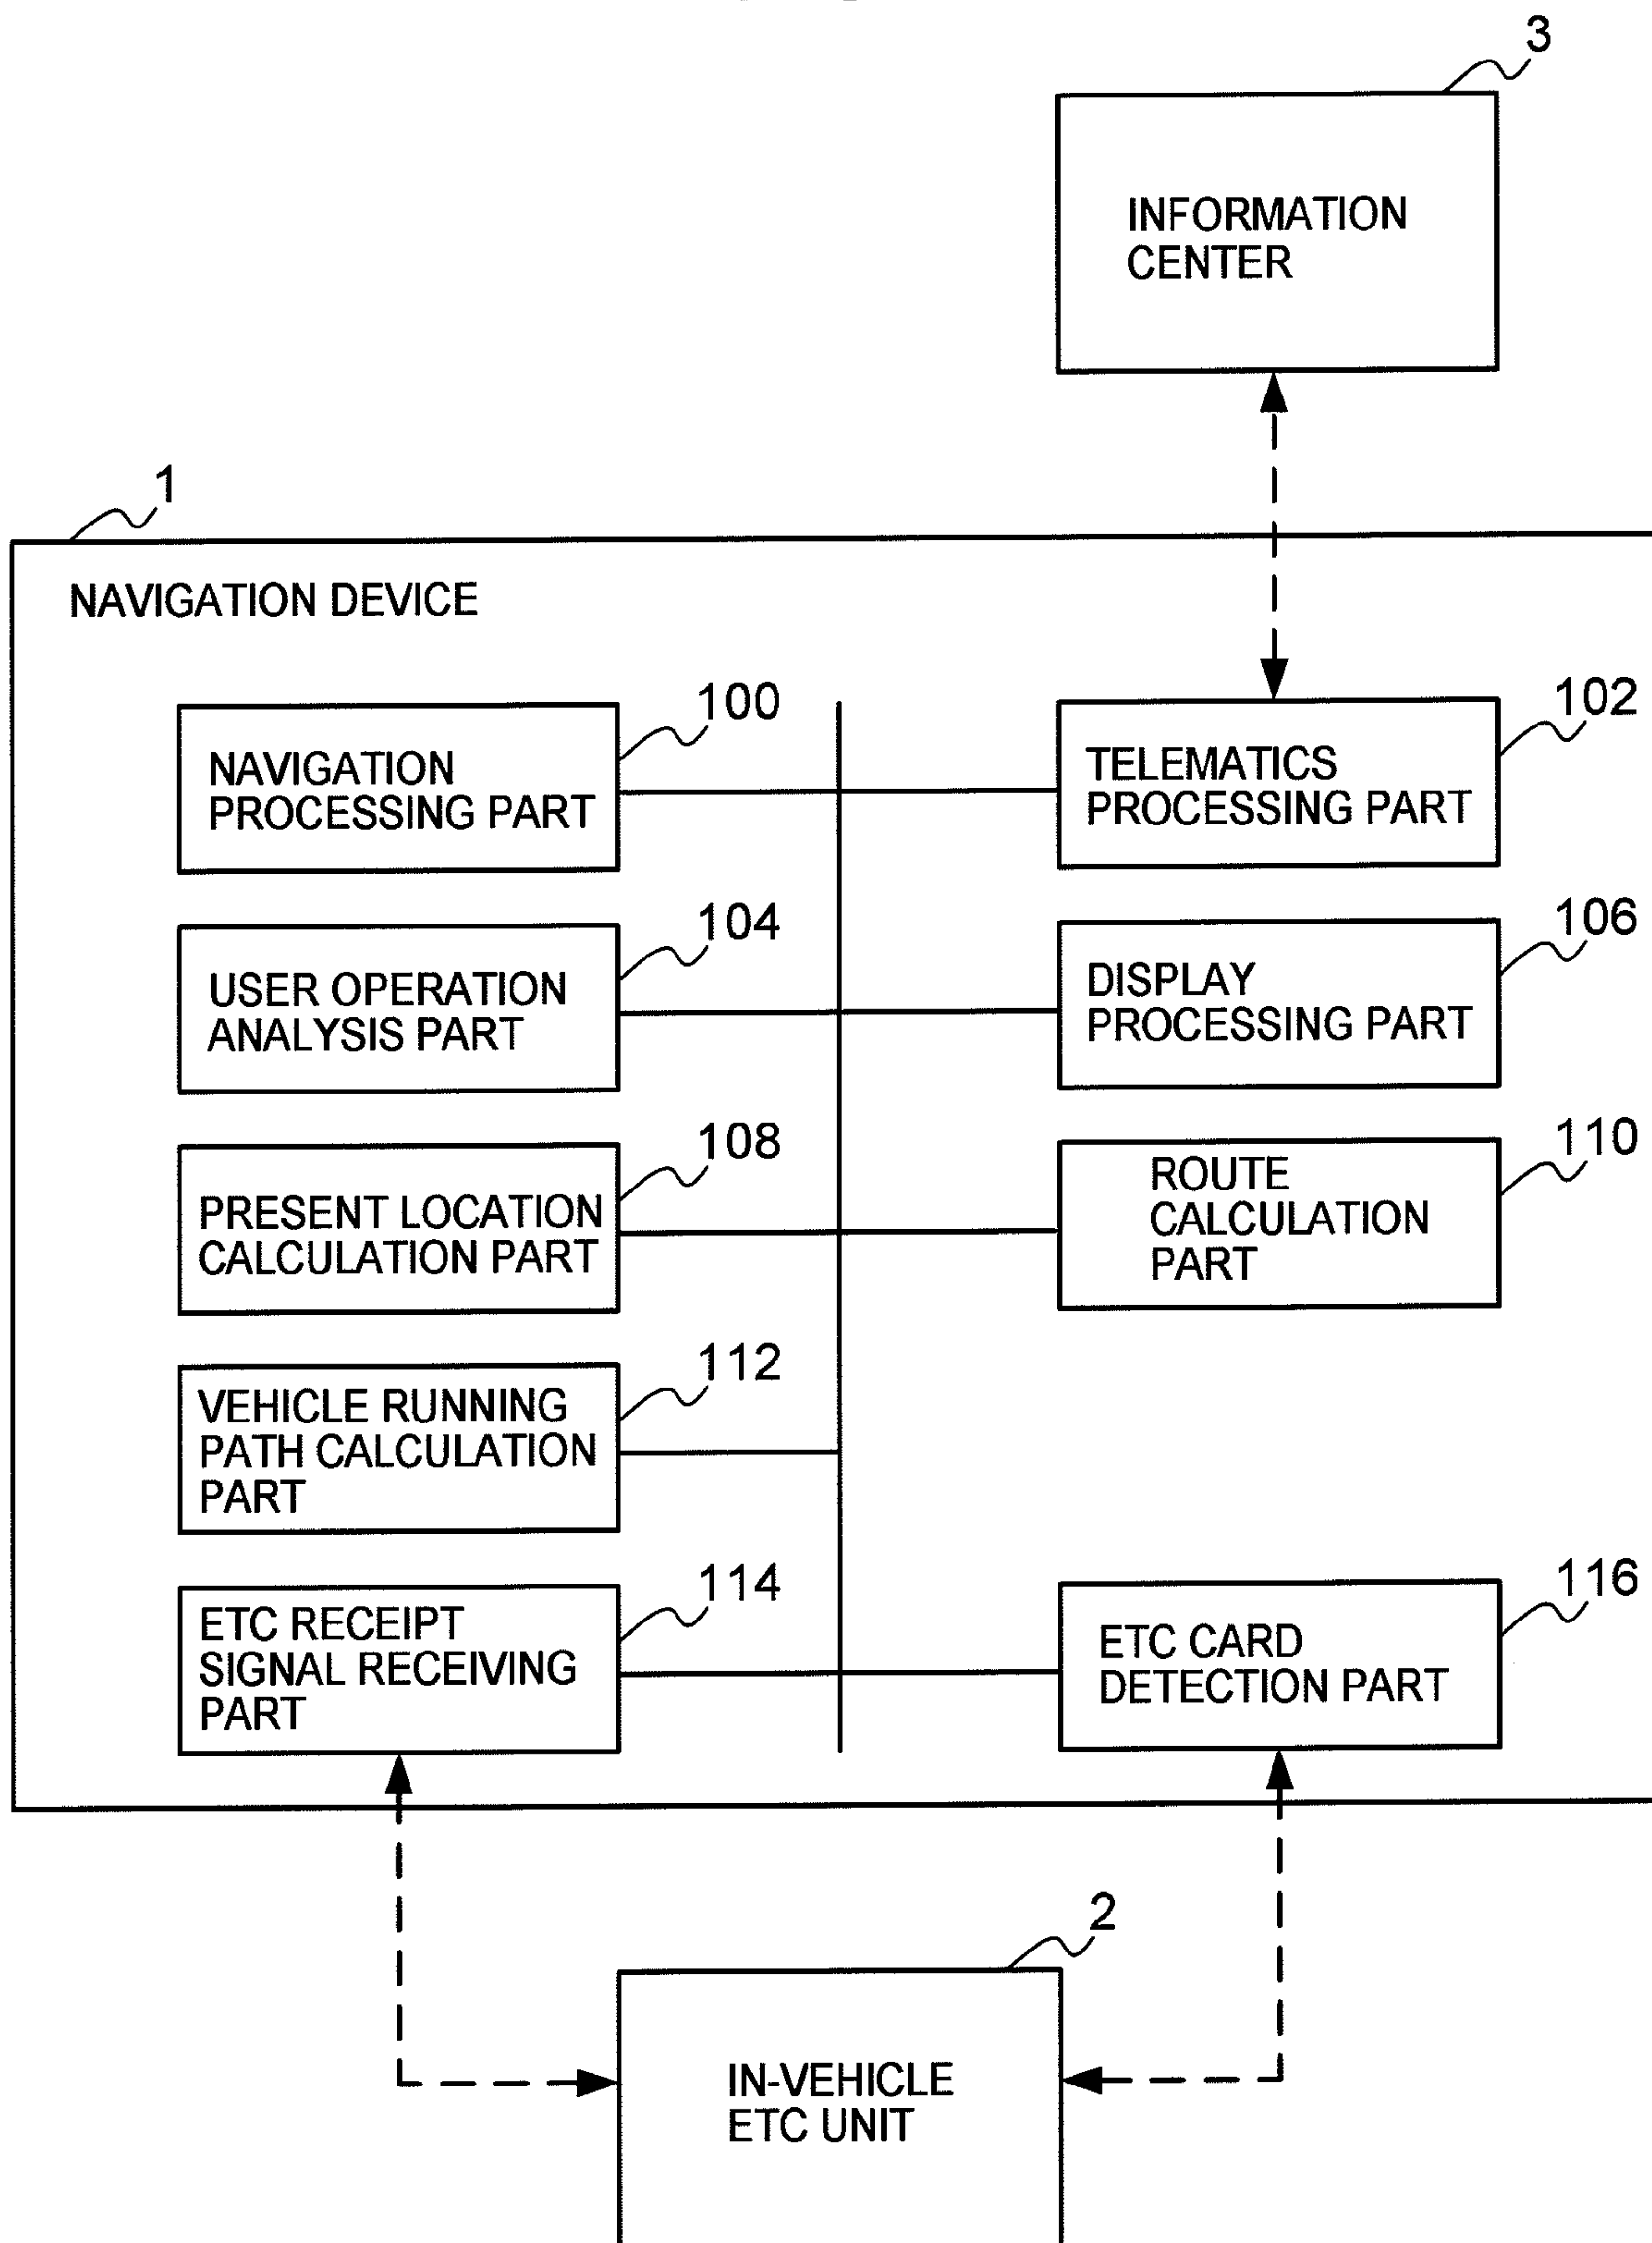 3
INFORMATION
CENTER
1
NAVIGATION DEVICE
100
NAVIGATION
PROCESSING PART
102
TELEMATICS
PROCESSING PART
104
USER OPERATION
ANALYSIS PART
106
DISPLAY
PROCESSING PART
108
PRESENT LOCATION
CALCULATION PART
110
ROUTE
CALCULATION
PART
112
VEHICLE RUNNING
PATH CALCULATION
PART
114
ETC RECEIPT
SIGNAL RECEIVING
PART
116
ETC CARD
DETECTION PART
2
IN-VEHICLE
ETC UNIT